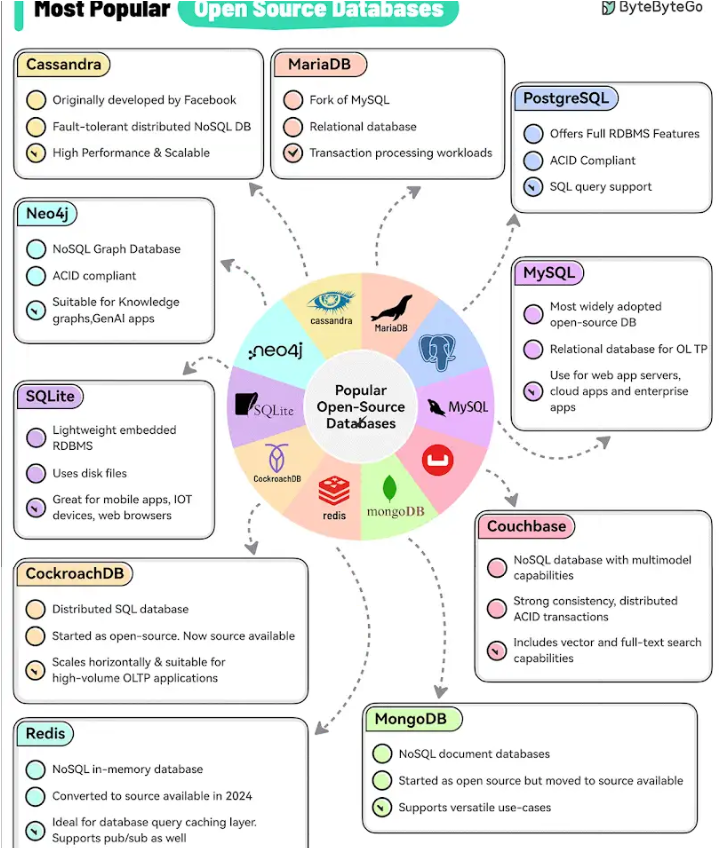 Most Popular Open Source Databases
ByteByteGo
Cassandra
Originally developed by Facebook
Fault-tolerant distributed NoSQL DB
High Performance & Scalable
MariaDB
Fork of MySQL
Relational database
Transaction processing workloads
PostgreSQL
Offers Full RDBMS Features
ACID Compliant
SQL query support
Neo4j
NoSQL Graph Database
ACID compliant
Suitable for Knowledge
graphs,GenAI apps
MySQL
Most widely adopted
open-source DB
Relational database for OLTP
Use for web app servers,
cloud apps and enterprise
apps
cassandra
MariaDB
neo4j
MySQL
SQLite
CockroachDB
redis
mongoDB
Popular
Open-Source
Databases
SQLite
Lightweight embedded
RDBMS
Uses disk files
Great for mobile apps, IOT
devices, web browsers
Couchbase
NoSQL database with multimodel
capabilities
Strong consistency, distributed
ACID transactions
Includes vector and full-text search
capabilities
CockroachDB
Distributed SQL database
Started as open-source. Now source available
Scales horizontally & suitable for
high-volume OLTP applications
MongoDB
NoSQL document databases
Started as open source but moved to source available
Supports versatile use-cases
Redis
NoSQL in-memory database
Converted to source available in 2024
Ideal for database query caching layer.
Supports pub/sub as well